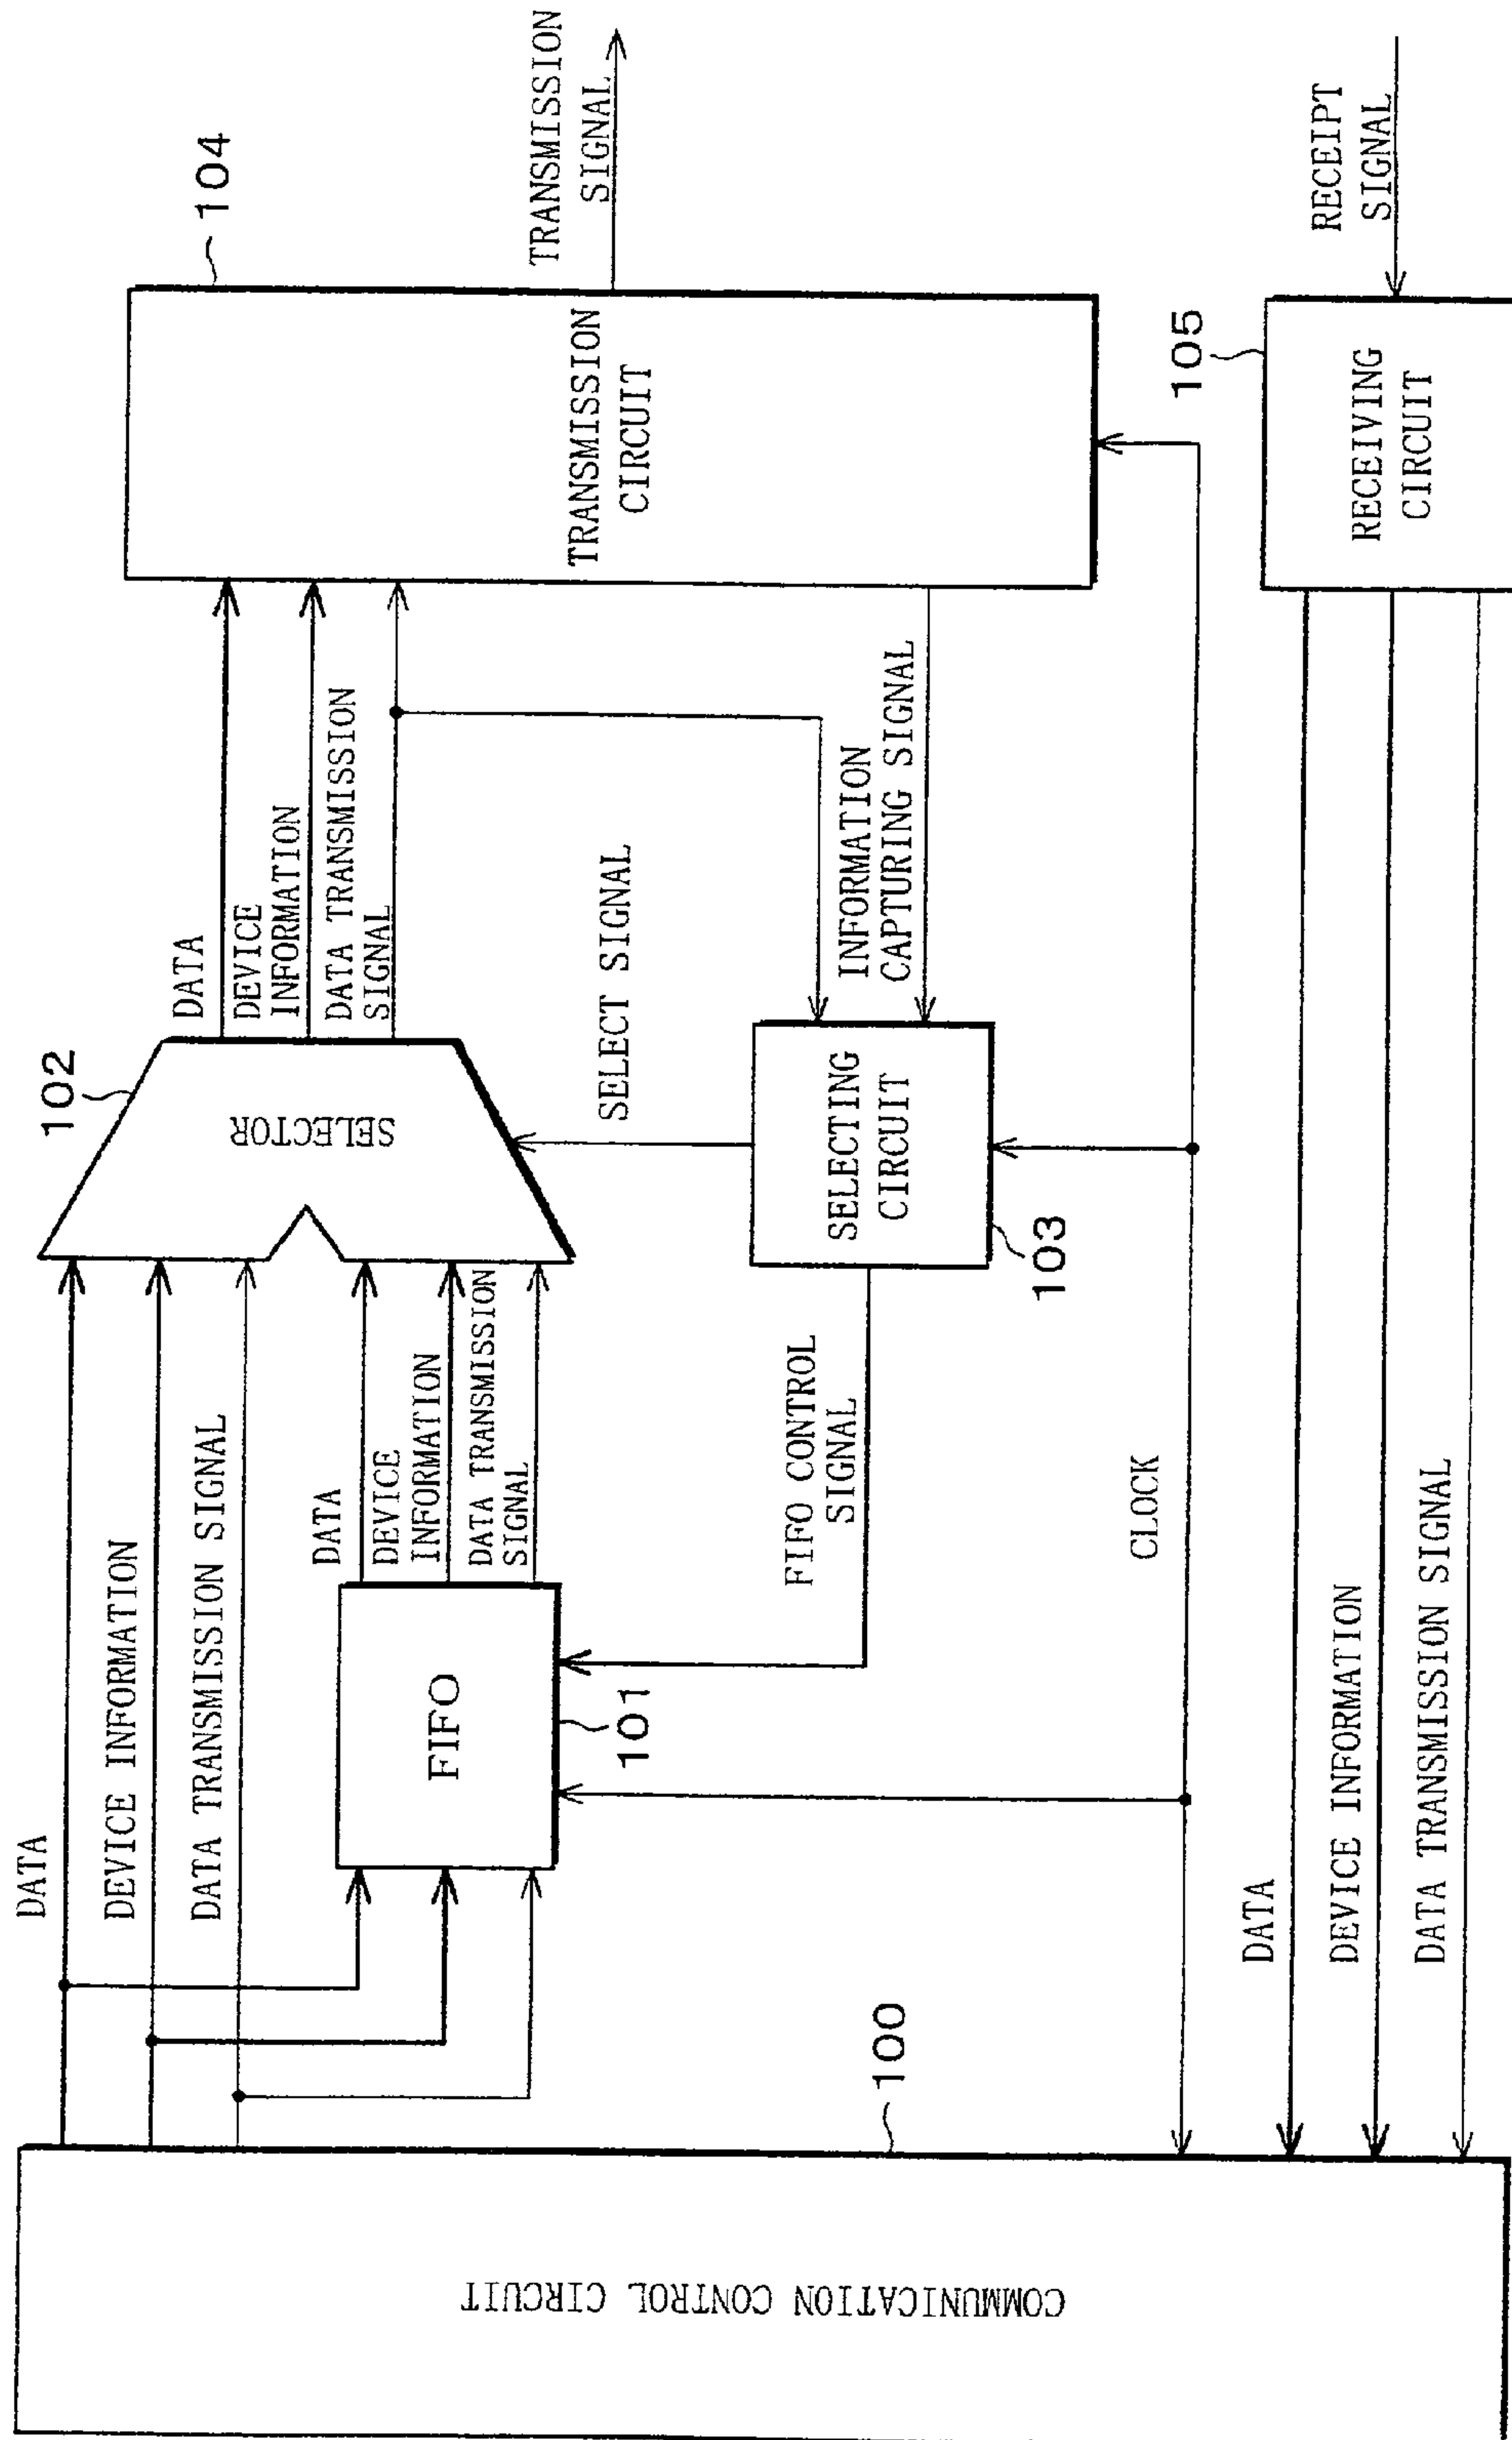 DATA
DEVICE INFORMATION
DATA TRANSMISSION SIGNAL
COMMUNICATION CONTROL CIRCUIT
100
FIFO
101
DATA
DEVICE
INFORMATION
DATA TRANSMISSION
SIGNAL
SELECTOR
102
DATA
DEVICE
INFORMATION
DATA TRANSMISSION
SIGNAL
SELECT SIGNAL
SELECTING
CIRCUIT
103
FIFO CONTROL
SIGNAL
INFORMATION
CAPTURING SIGNAL
TRANSMISSION
CIRCUIT
104
TRANSMISSION
SIGNAL
CLOCK
DATA
DEVICE INFORMATION
DATA TRANSMISSION SIGNAL
RECEIVING
CIRCUIT
105
RECEIPT
SIGNAL